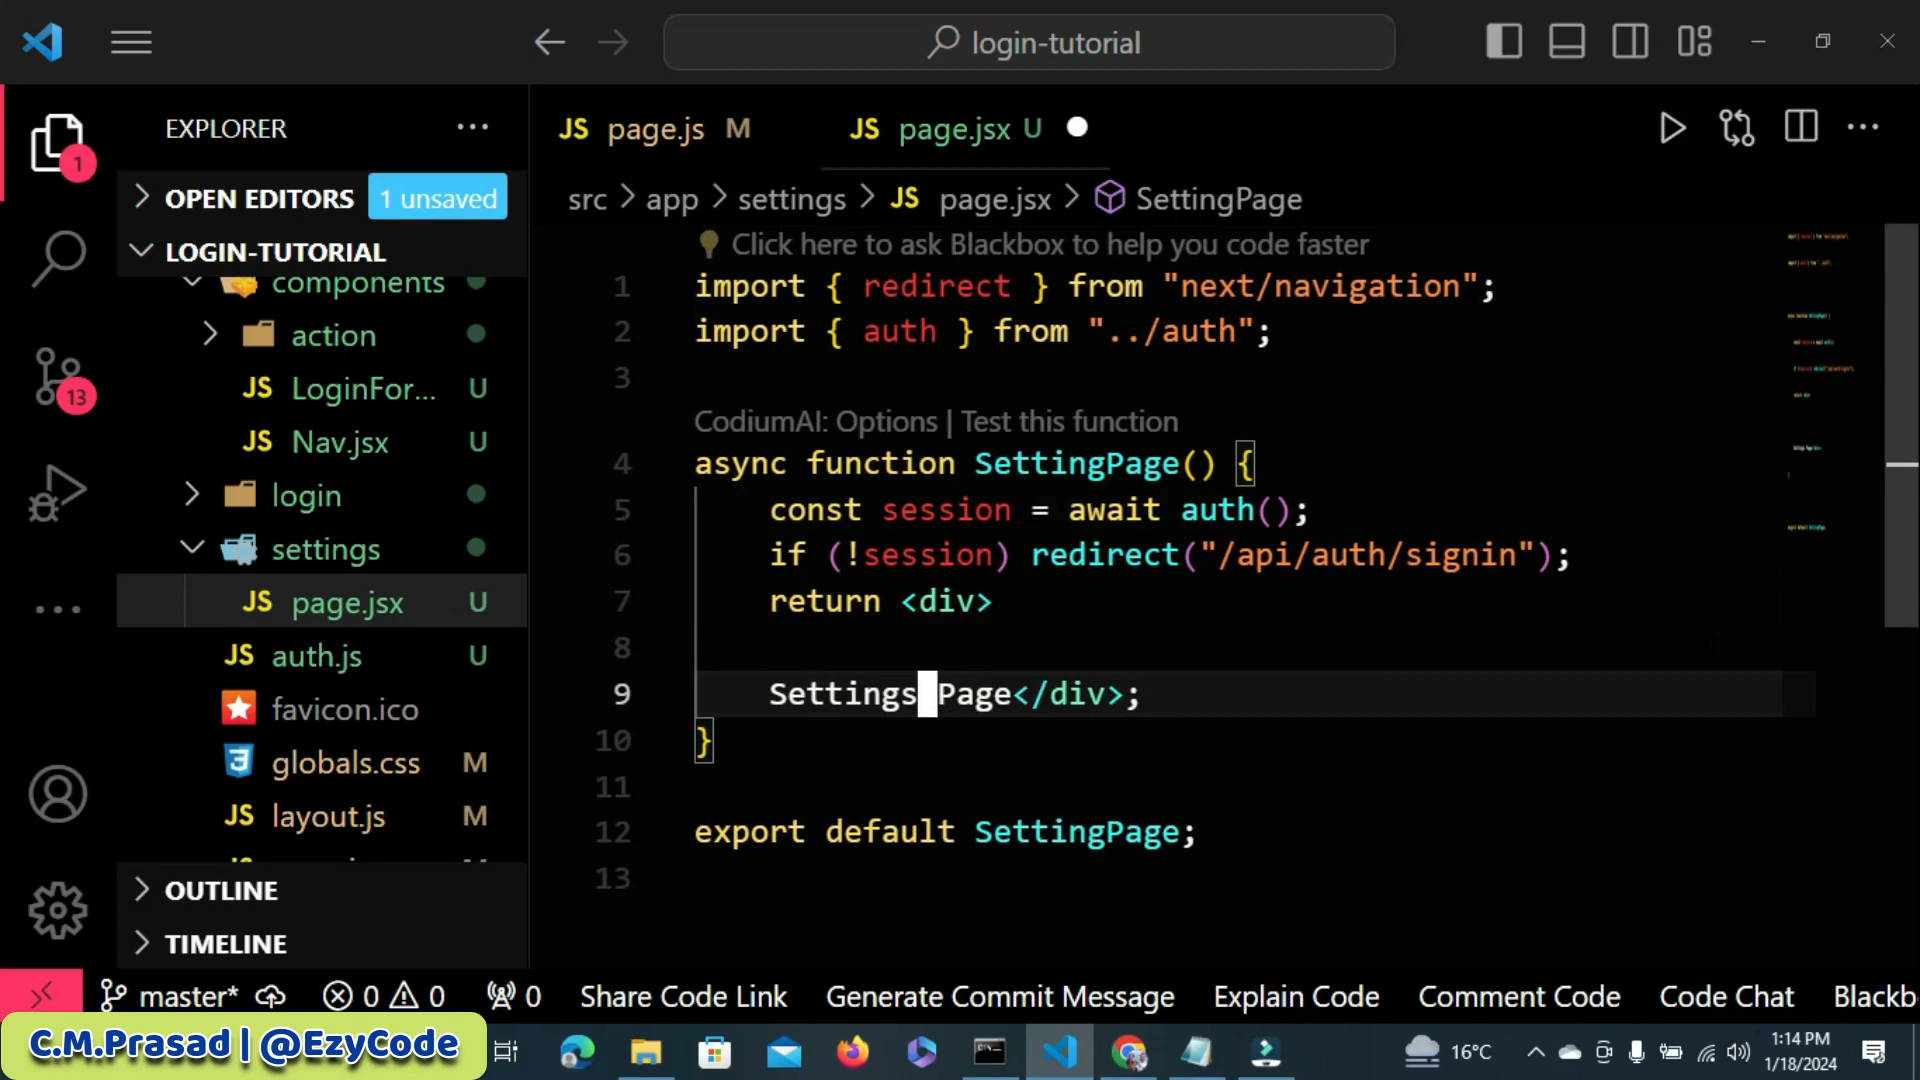 login-tutorial
EXPLORER
JS page.js M
JS page.jsx U
OPEN EDITORS 1 unsaved
LOGIN-TUTORIAL
components
action
JS LoginFor... U
JS Nav.jsx U
login
settings
JS page.jsx U
JS auth.js U
favicon.ico
globals.css M
JS layout.js M
OUTLINE
TIMELINE
src > app > settings > JS page.jsx > SettingPage
Click here to ask Blackbox to help you code faster
1 import { redirect } from "next/navigation";
2 import { auth } from "../auth";
3
CodiumAI: Options | Test this function
4 async function SettingPage() {
5 const session = await auth();
6 if (!session) redirect("/api/auth/signin");
7 return <div>
8
9 Settings Page</div>;
10 }
11
12 export default SettingPage;
13
1
13
master* 0 0 0 Share Code Link Generate Commit Message Explain Code Comment Code Code Chat Blackb
C.M.Prasad | @EzyCode
16°C
1:14 PM
1/18/2024